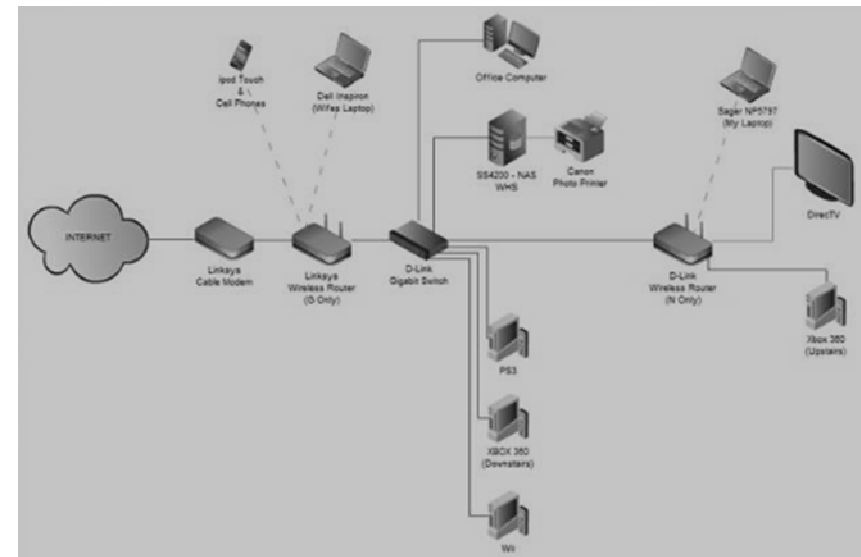 Ipod Touch
&
Cell Phones
Dell Inspiron
(Wifes Laptop)
Office Computer
Sager NP5797
(My Laptop)
SS4200 - NAS
WHS
Canon
Photo Printer
DirecTV
INTERNET
Linksys
Cable Modem
Linksys
Wireless Router
(G Only)
D-Link
Gigabit Switch
D-Link
Wireless Router
(N Only)
Xbox 360
(Upstairs)
PS3
XBOX 360
(Downstairs)
Wii